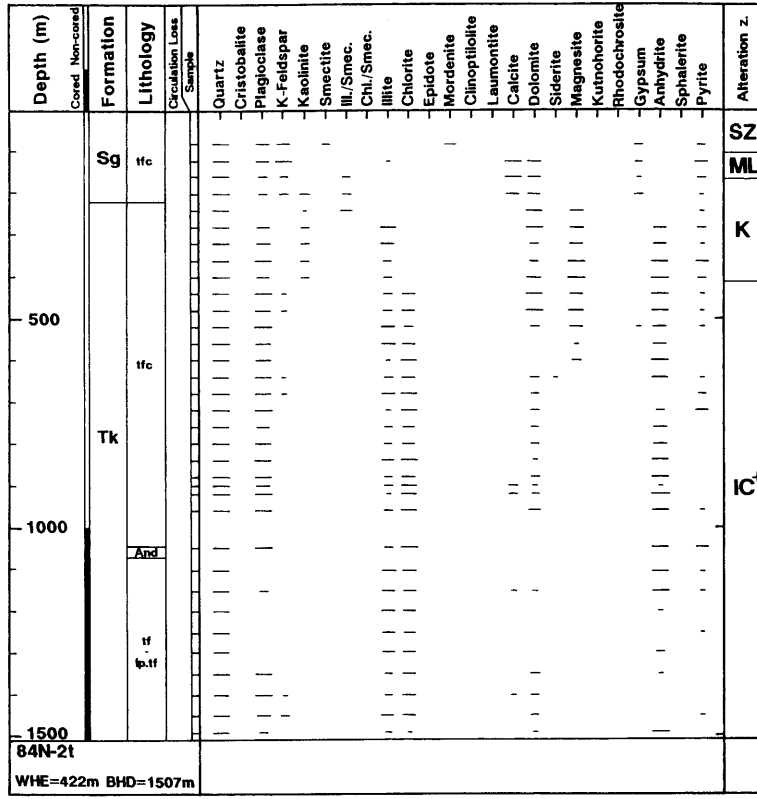 Depth (m)
Cored Non-cored
Formation
Lithology
Circulation Loss
Sample
Quartz
Cristobalite
Plagioclase
K-Feldspar
Kaolinite
Smectite
Ill./Smec.
Chl./Smec.
Illite
Chlorite
Epidote
Mordenite
Clinoptilolite
Laumontite
Calcite
Dolomite
Siderite
Magnesite
Kutnohorite
Rhodochrosite
Gypsum
Anhydrite
Sphalerite
Pyrite
Alteration z.
SZ
Sg
tfc
ML
K
500
tfc
Tk
IC+
1000
And
tf
-
lp.tf
1500
84N-2t
WHE=422m BHD=1507m